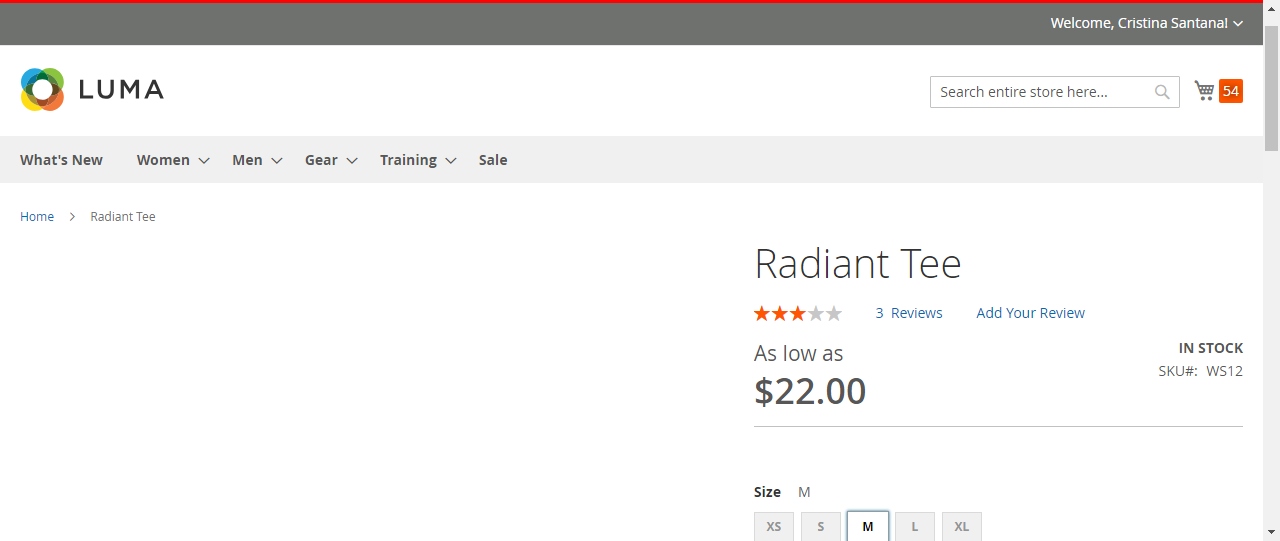 Welcome, Cristina Santana!
LUMA
Search entire store here...
54
What's New Women Men Gear Training Sale
Home Radiant Tee
Radiant Tee
3 Reviews Add Your Review
As low as
IN STOCK
SKU#: WS12
$22.00
Size M
XS S M L XL